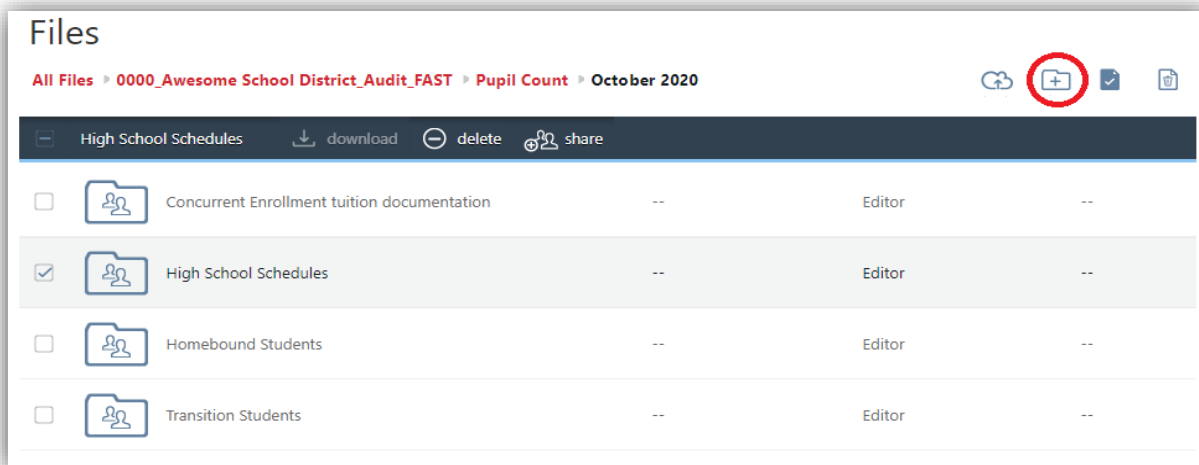 Files
All Files 0000_Awesome School District_Audit_FAST Pupil Count October 2020
High School Schedules download delete share
Concurrent Enrollment tuition documentation -- Editor --
High School Schedules -- Editor --
Homebound Students -- Editor --
Transition Students -- Editor --